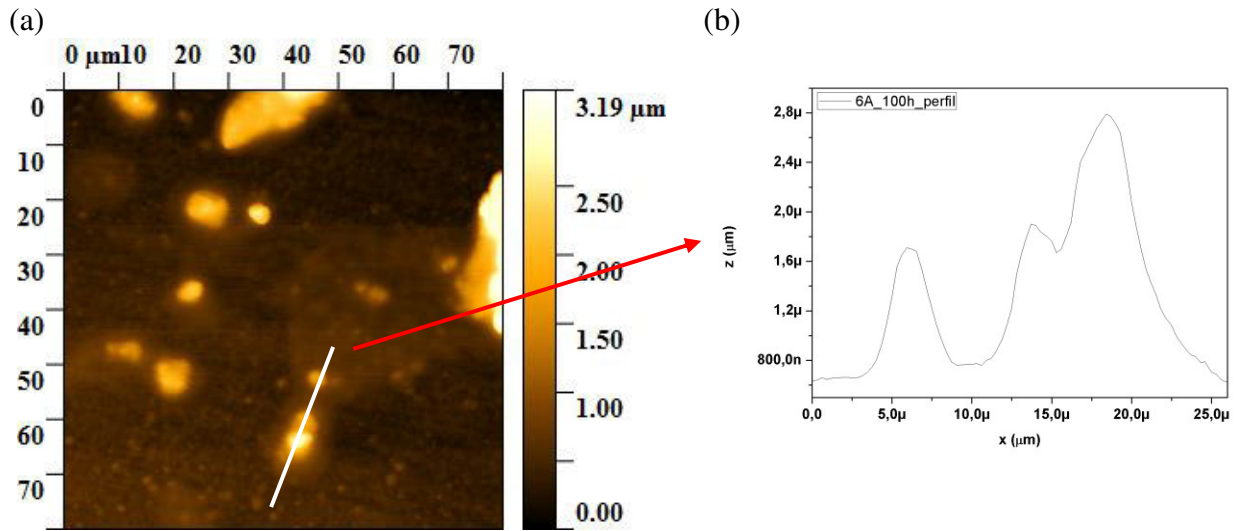 (a)
(b)
0 µm10 20 30 40 50 60 70
0
10
20
30
40
50
60
70
3.19 µm
2.50
2.00
1.50
1.00
0.00
6A_100h_perfil
2,8µ
2,4µ
2,0µ
1,6µ
1,2µ
800,0n
z (µm)
0,0 5,0µ 10,0µ 15,0µ 20,0µ 25,0µ
x (µm)